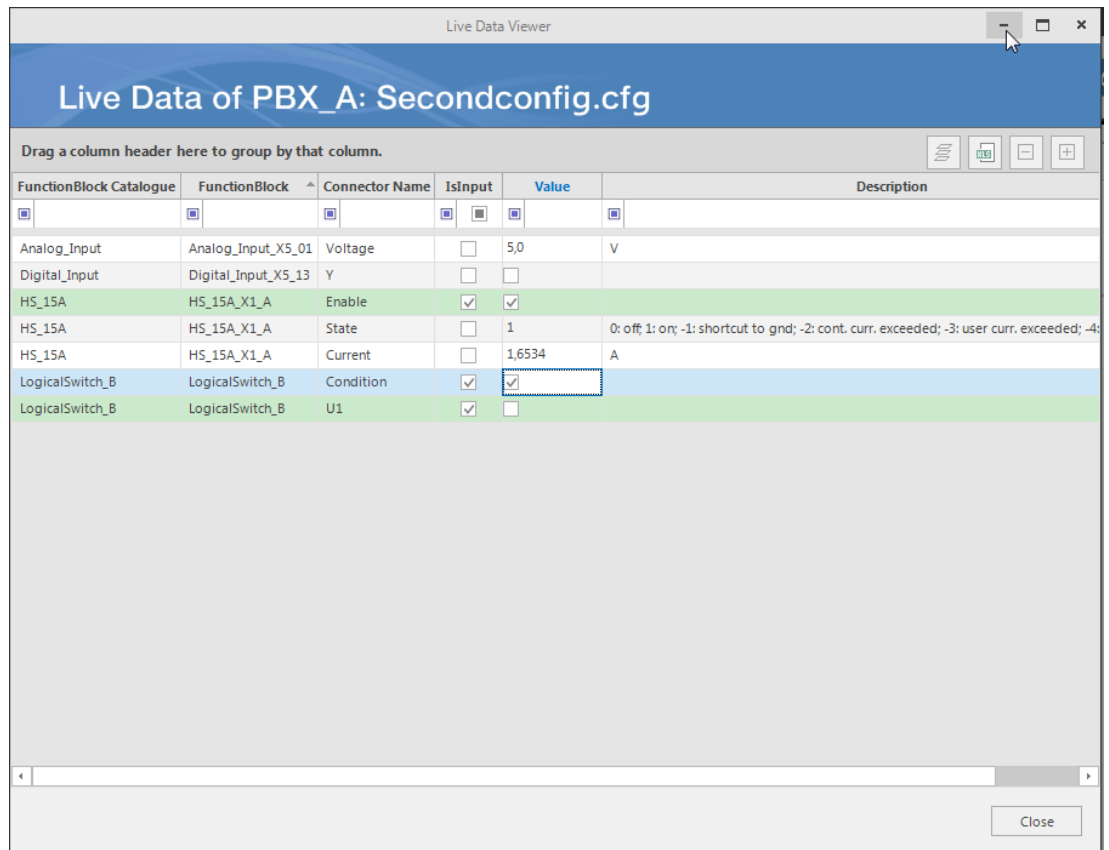 Live Data Viewer
Live Data of PBX_A: Secondconfig.cfg
Drag a column header here to group by that column.
XLS
FunctionBlock Catalogue FunctionBlock Connector Name IsInput Value Description
Analog_Input Analog_Input_X5_01 Voltage 5,0 V
Digital_Input Digital_Input_X5_13 Y
HS_15A HS_15A_X1_A Enable
HS_15A HS_15A_X1_A State 1 0: off; 1: on; -1: shortcut to gnd; -2: cont. curr. exceeded; -3: user curr. exceeded; -4:
HS_15A HS_15A_X1_A Current 1,6534 A
LogicalSwitch_B LogicalSwitch_B Condition
LogicalSwitch_B LogicalSwitch_B U1
Close